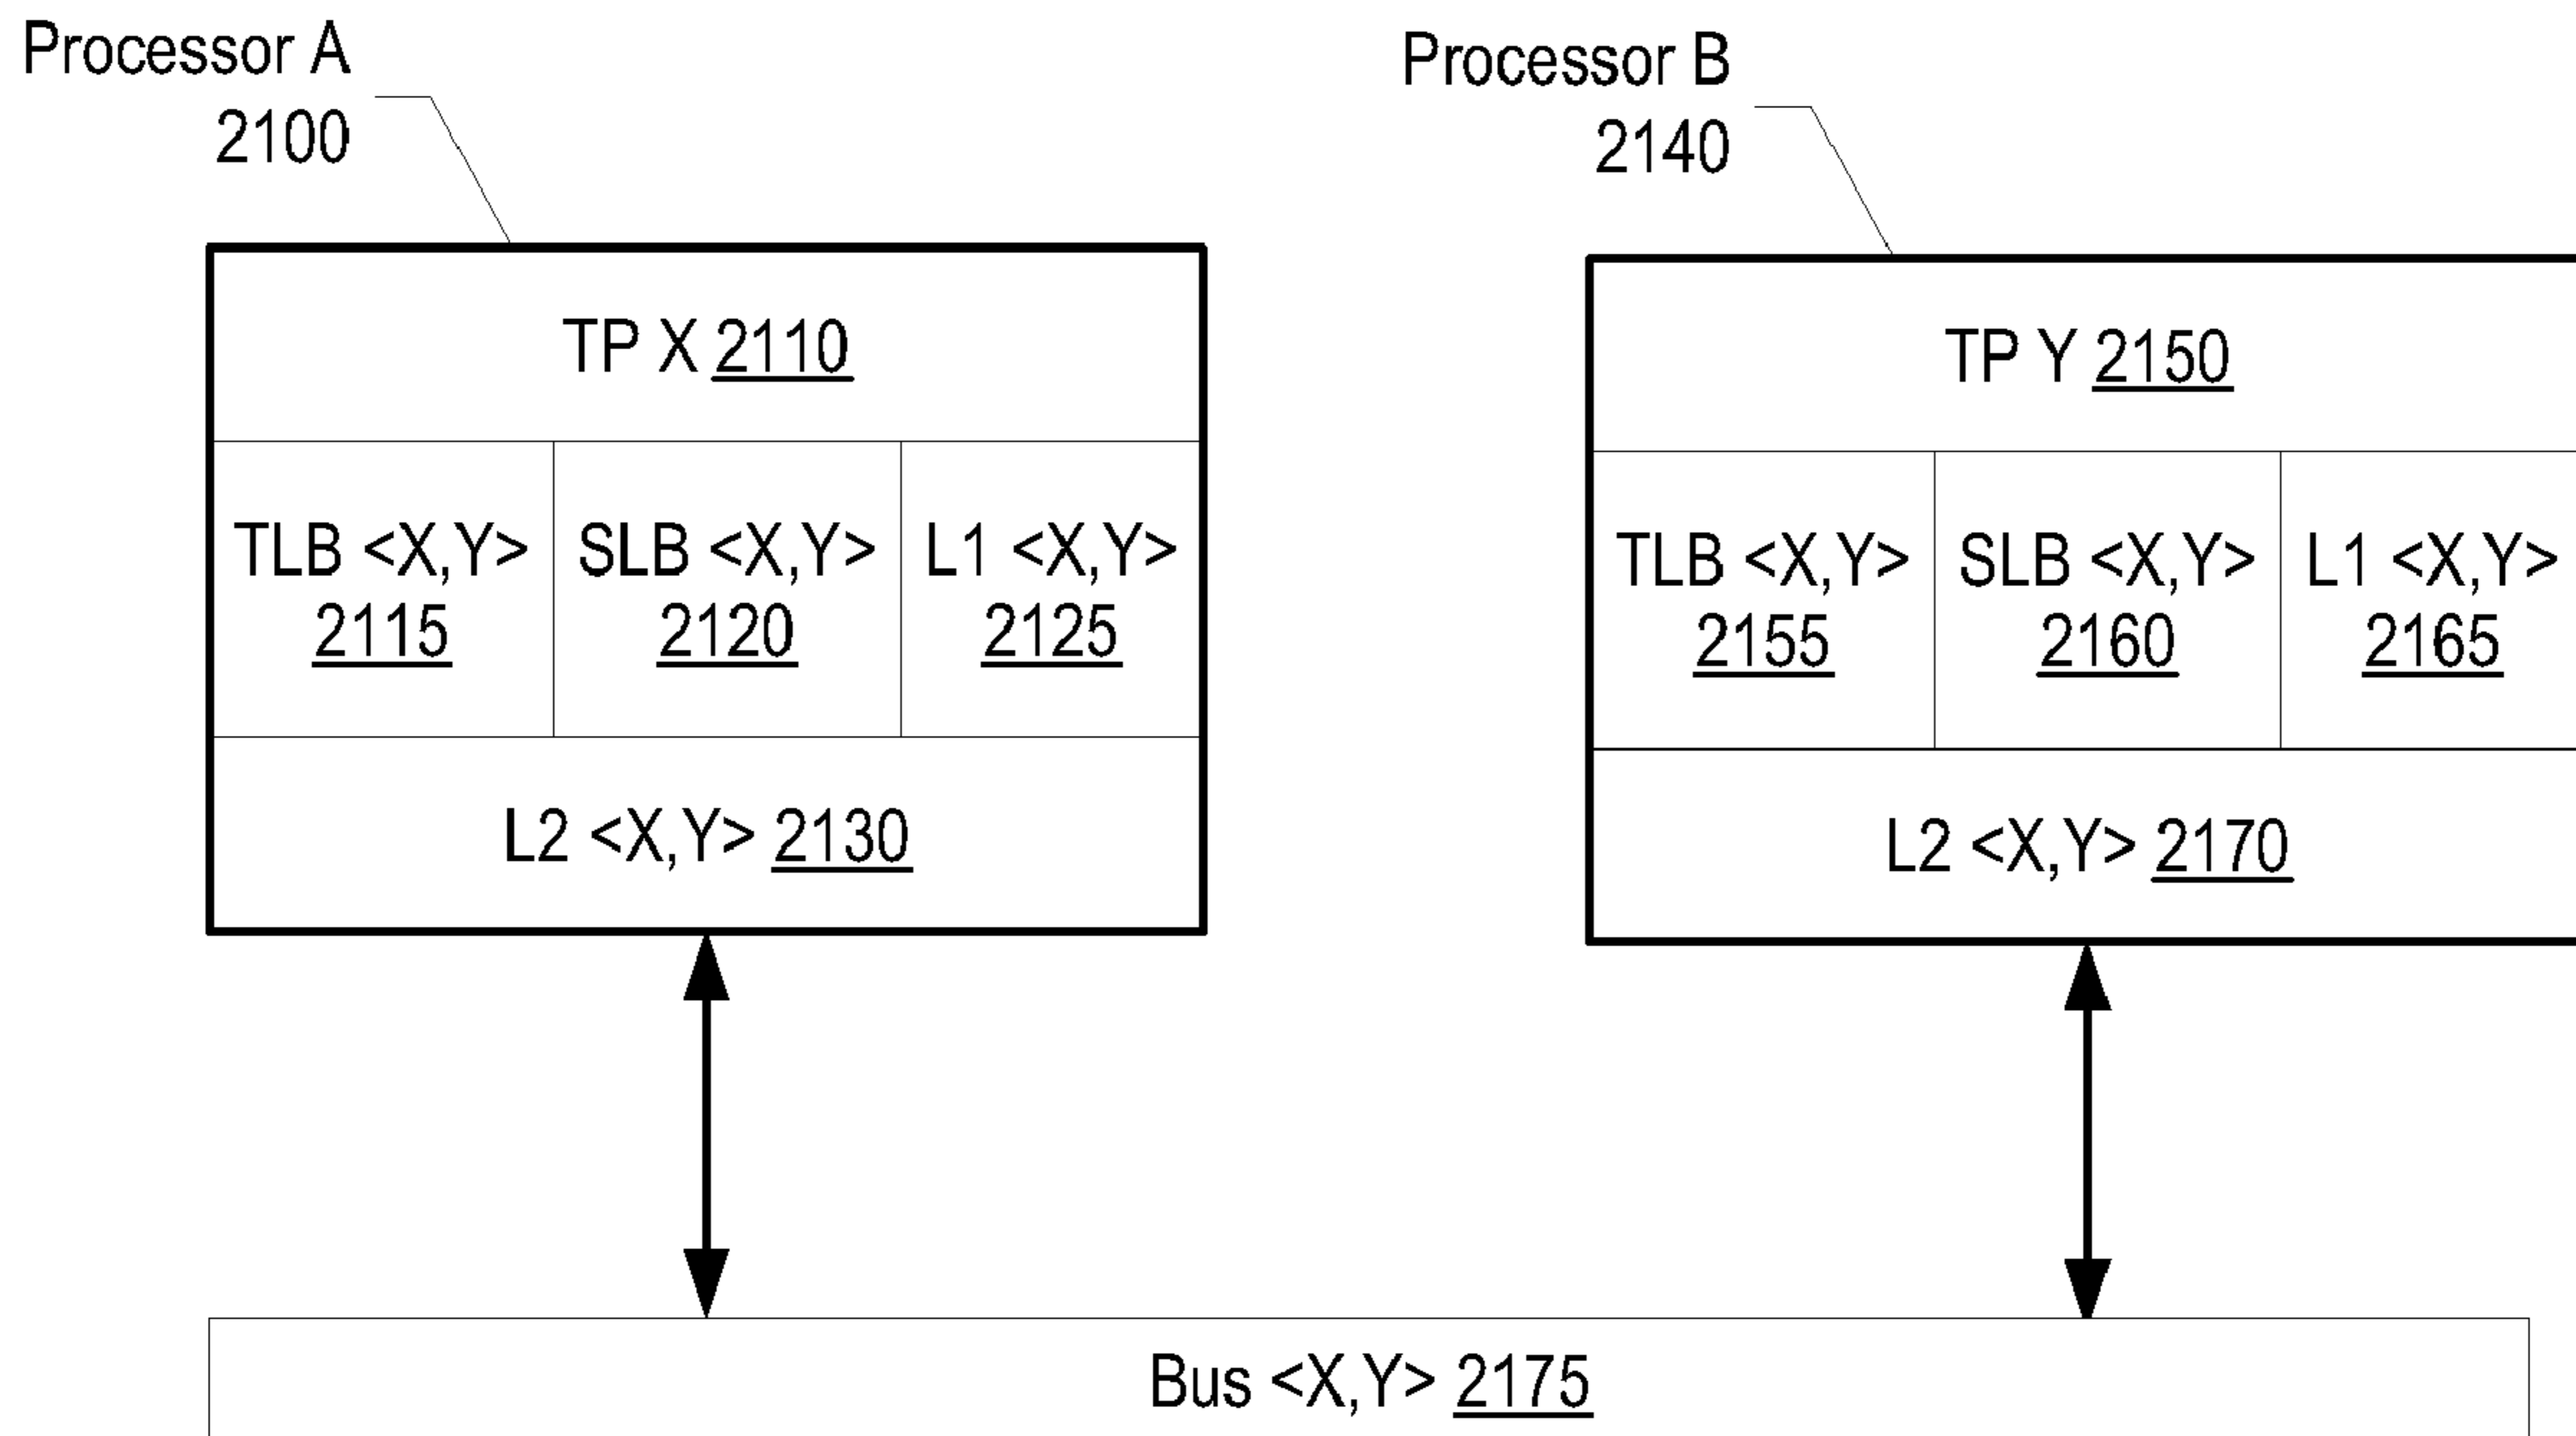 Processor A
2100
Processor B
2140
TP X 2110
TLB <X,Y>
2115
SLB <X,Y>
2120
L1 <X,Y>
2125
L2 <X,Y> 2130
TP Y 2150
TLB <X,Y>
2155
SLB <X,Y>
2160
L1 <X,Y>
2165
L2 <X,Y> 2170
Bus <X,Y> 2175